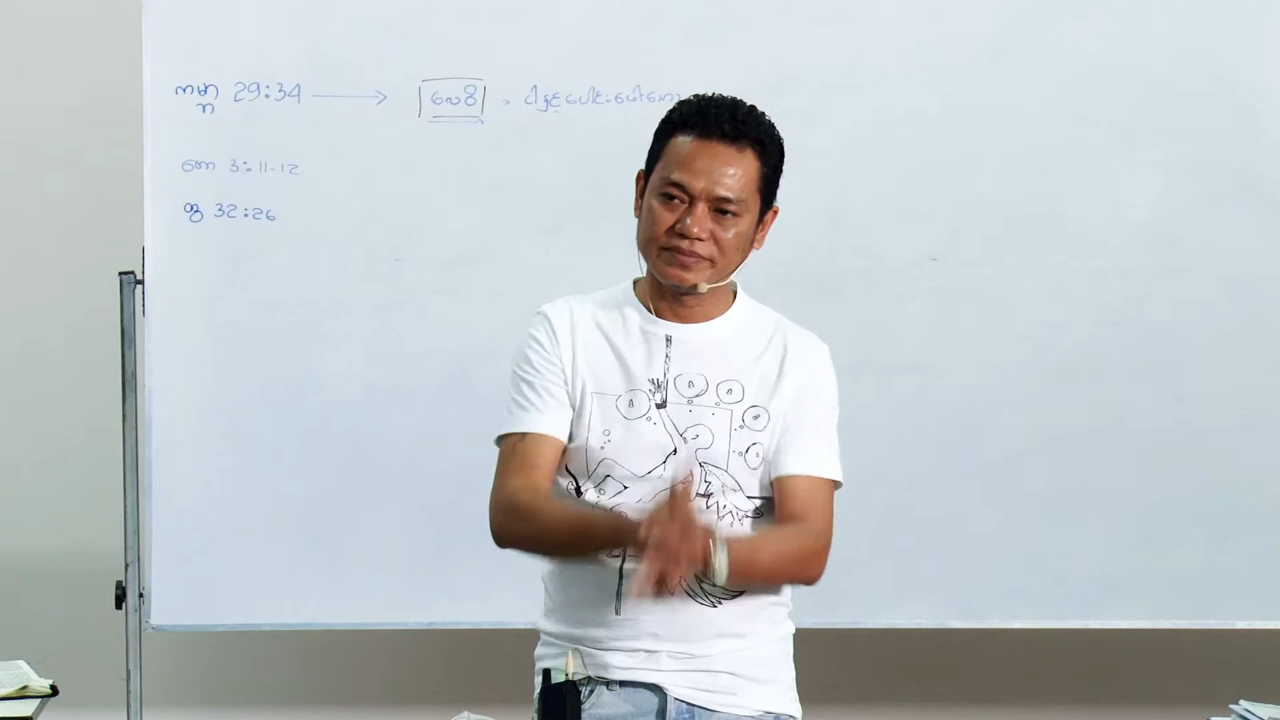 ကမ္ဘာ 29:34 → လေဝိ , ငါနှင့်ပေါင်းဖော်
တော 3:11-12
ထွ 32:26